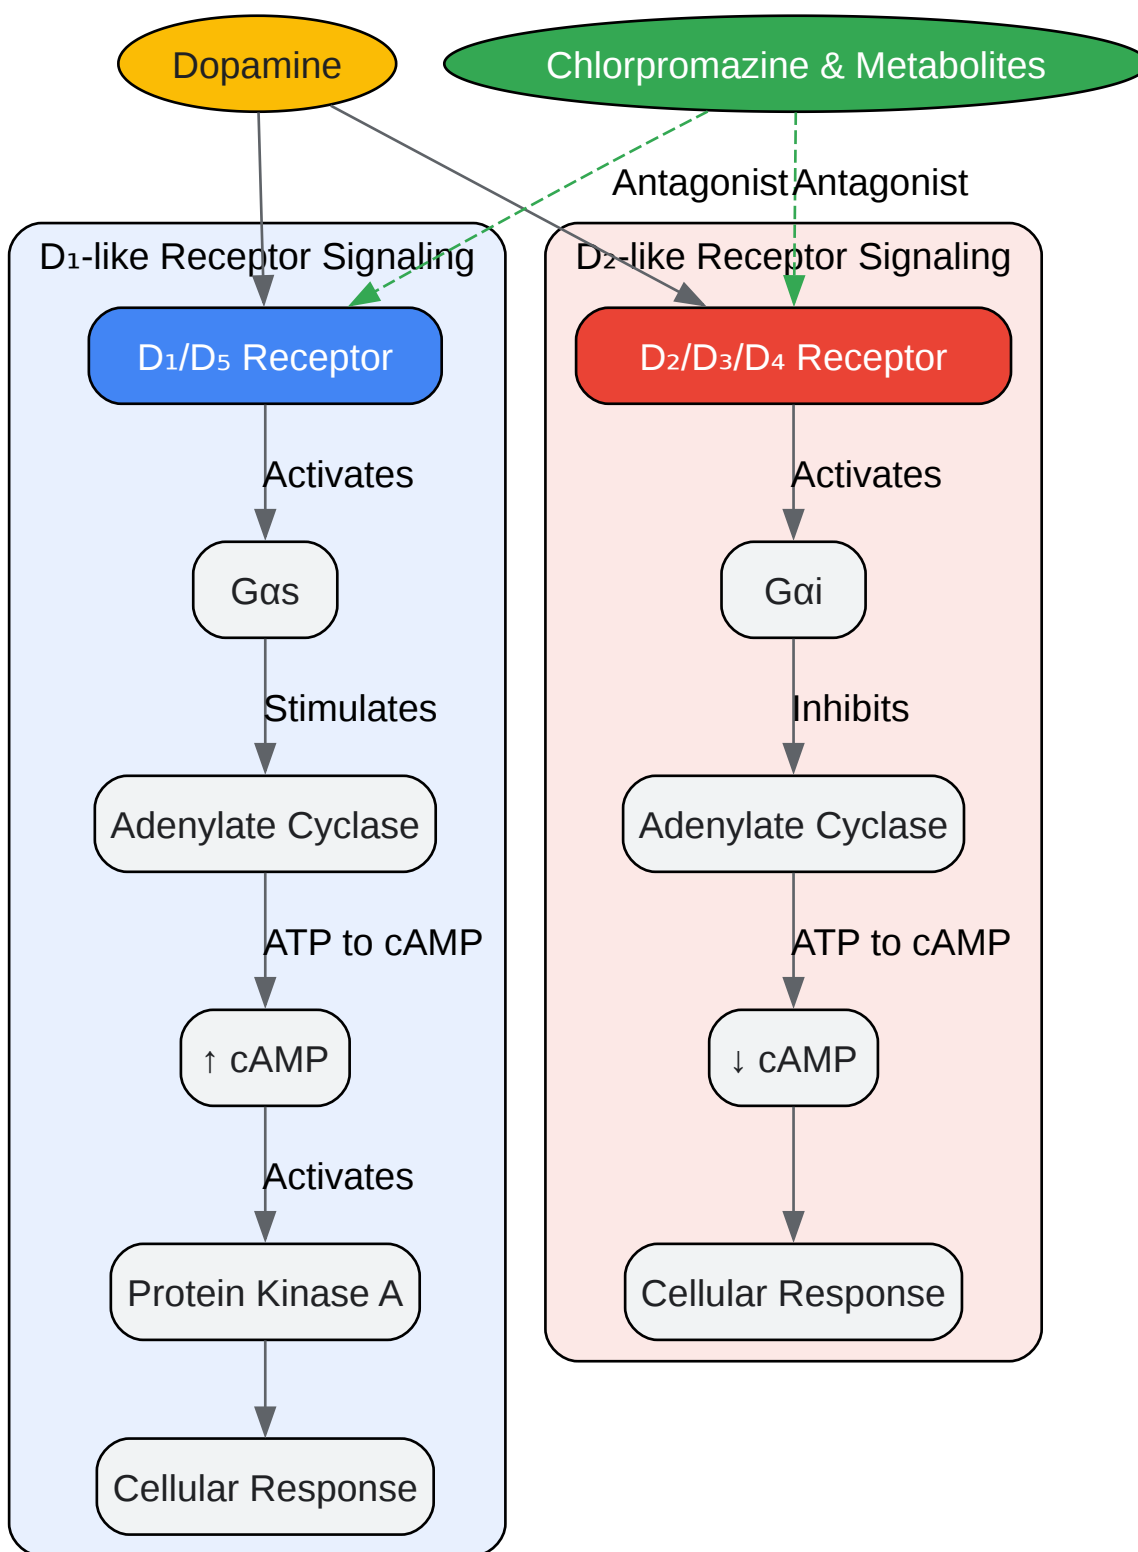 Dopamine
Chlorpromazine & Metabolites
Antagonist
Antagonist
D₁-like Receptor Signaling
D₂-like Receptor Signaling
D₁/D₅ Receptor
D₂/D₃/D₄ Receptor
Activates
Activates
Gαs
Gαi
Stimulates
Inhibits
Adenylate Cyclase
Adenylate Cyclase
ATP to cAMP
ATP to cAMP
↑ cAMP
↓ cAMP
Activates
Protein Kinase A
Cellular Response
Cellular Response